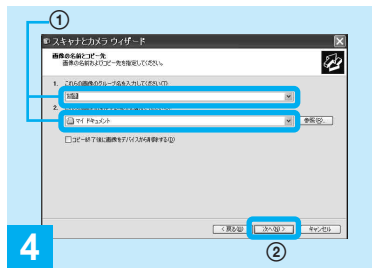 ①
スキャナとカメラ ウィザード
画像の名前とコピー先
画像の名前およびコピー先を指定してください。
1. これらの画像のグループ名を入力してください(T):
2.
マイ ドキュメント
参照(R)...
コピー終了後に画像をデバイスから削除する(D)
< 戻る(B) 次へ(N) > キャンセル
4
②